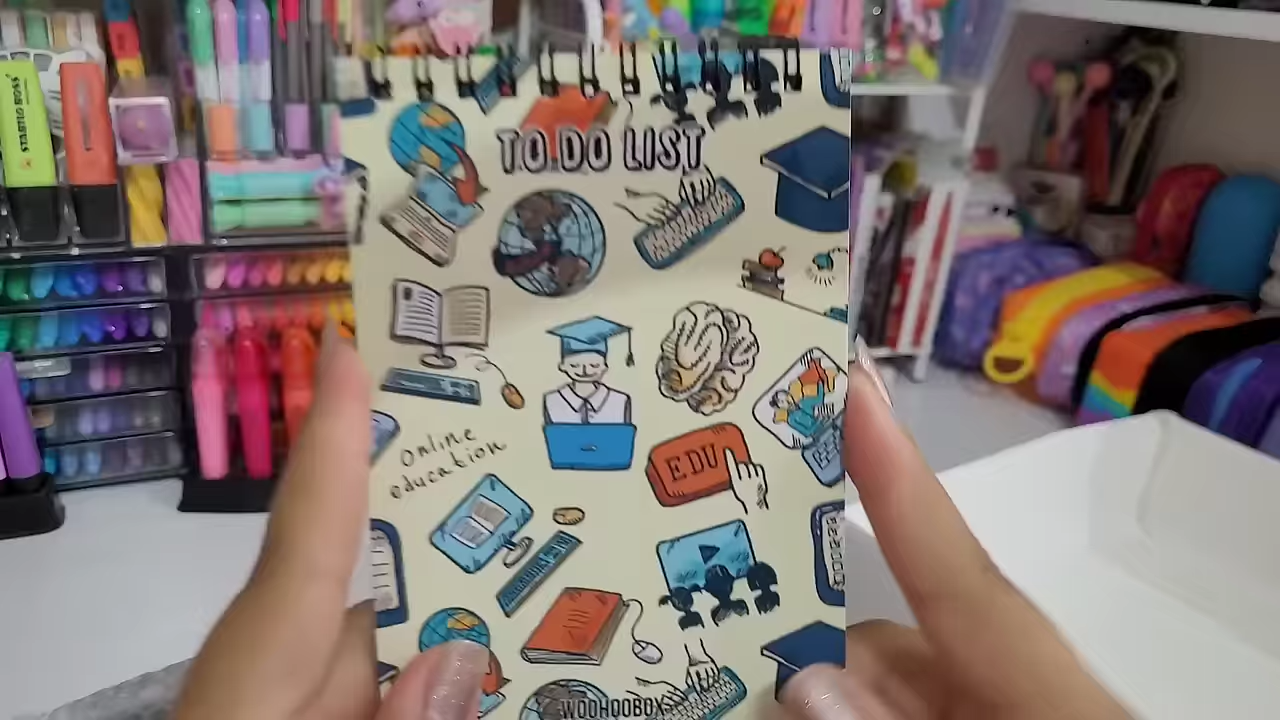 TO DO LIST
online
education
EDU
WOOHOOBOX
STABILO BOSS